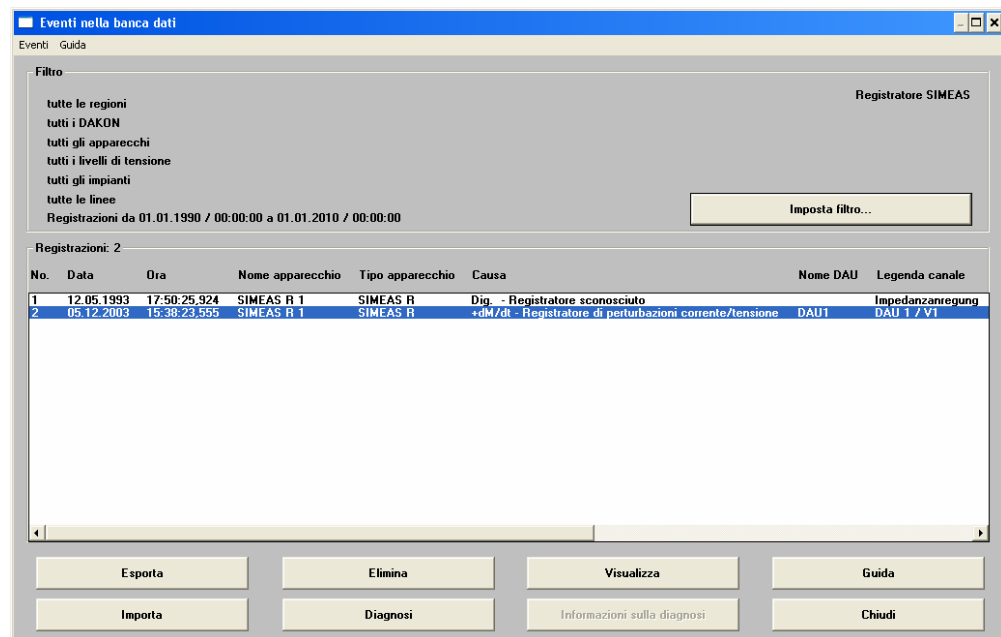 Eventi nella banca dati
Eventi Guida
Filtro
Registratore SIMEAS
tutte le regioni
tutti i DAKON
tutti gli apparecchi
tutti i livelli di tensione
tutti gli impianti
tutte le linee
Registrazioni da 01.01.1990 / 00:00:00 a 01.01.2010 / 00:00:00
Imposta filtro...
Registrazioni: 2
No. Data Ora Nome apparecchio Tipo apparecchio Causa Nome DAU Legenda canale
1 12.05.1993 17:50:25,924 SIMEAS R 1 SIMEAS R Dig. - Registratore sconosciuto Impedanzanregung
2 05.12.2003 15:38:23,555 SIMEAS R 1 SIMEAS R +dM/dt - Registratore di perturbazioni corrente/tensione DAU1 DAU 1 / V1
Esporta Elimina Visualizza Guida
Importa Diagnosi Informazioni sulla diagnosi Chiudi